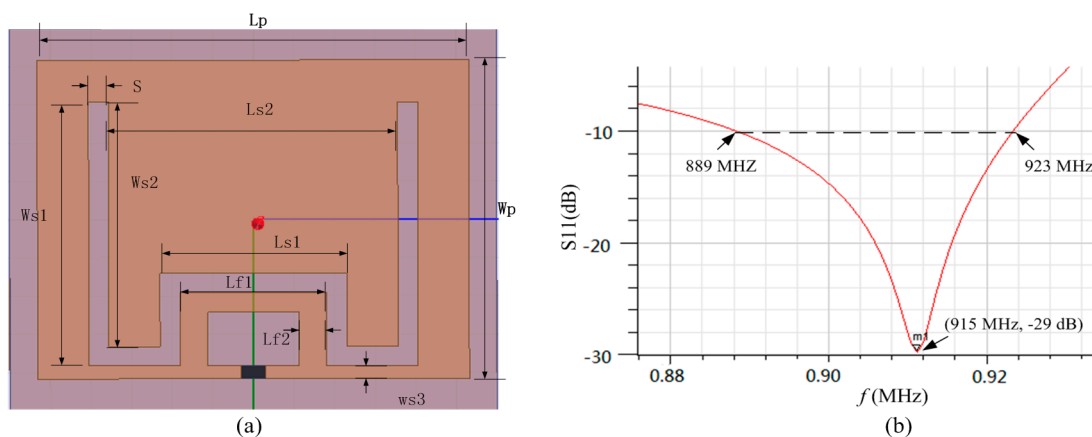 (a)
Lp
S
Ls2
Ws2
Ws1
Wp
Ls1
Lf1
Lf2
ws3
-10
889 MHZ
923 MHz
S11(dB)
-20
m1
(915 MHz, -29 dB)
-30
0.88
0.90
0.92
f(MHz)
(a)
(b)